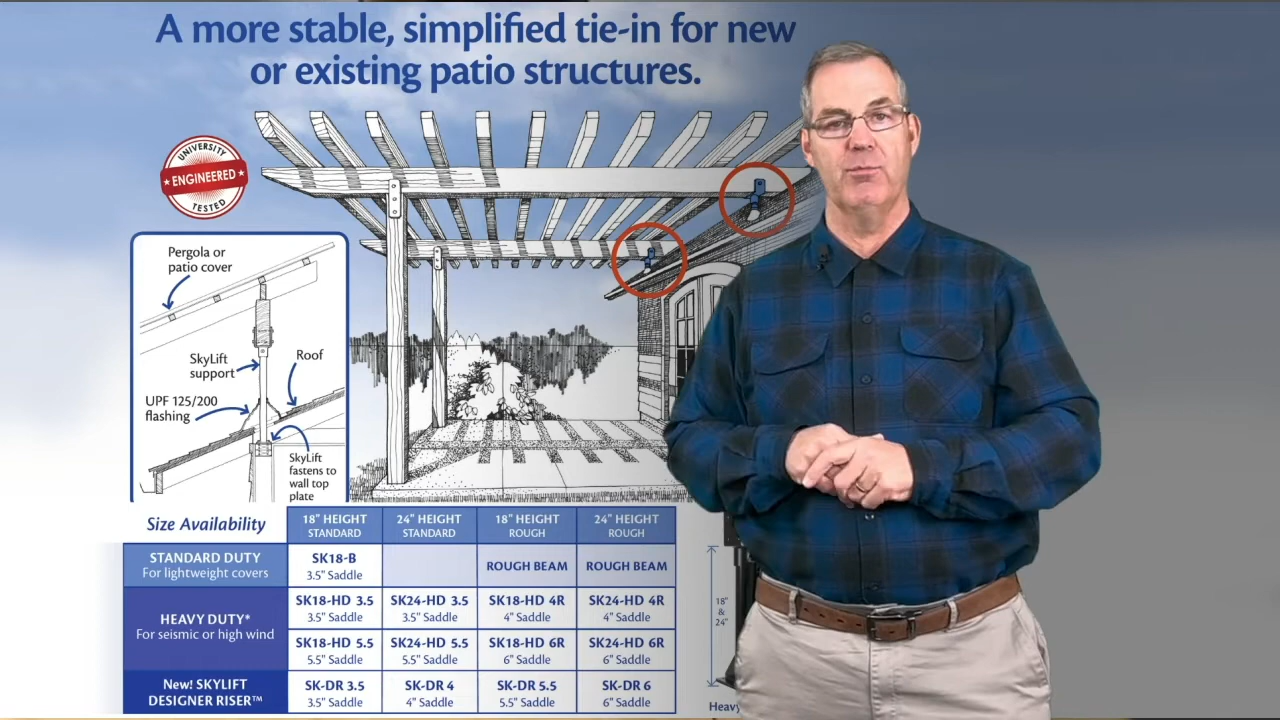 A more stable, simplified tie-in for new
or existing patio structures.
UNIVERSITY
ENGINEERED
TESTED
Pergola or
patio cover
SkyLift
support
Roof
UPF 125/200
flashing
SkyLift
fastens to
wall top
plate
Size Availability
18" HEIGHT
STANDARD
24" HEIGHT
STANDARD
18" HEIGHT
ROUGH
24" HEIGHT
ROUGH
STANDARD DUTY
For lightweight covers
SK18-B
3.5" Saddle
ROUGH BEAM
ROUGH BEAM
HEAVY DUTY*
For seismic or high wind
SK18-HD 3.5
3.5" Saddle
SK24-HD 3.5
3.5" Saddle
SK18-HD 4R
4" Saddle
SK24-HD 4R
4" Saddle
SK18-HD 5.5
5.5" Saddle
SK24-HD 5.5
5.5" Saddle
SK18-HD 6R
6" Saddle
SK24-HD 6R
6" Saddle
New! SKYLIFT
DESIGNER RISER™
SK-DR 3.5
3.5" Saddle
SK-DR 4
4" Saddle
SK-DR 5.5
5.5" Saddle
SK-DR 6
6" Saddle
18"
&
24"
Heavy